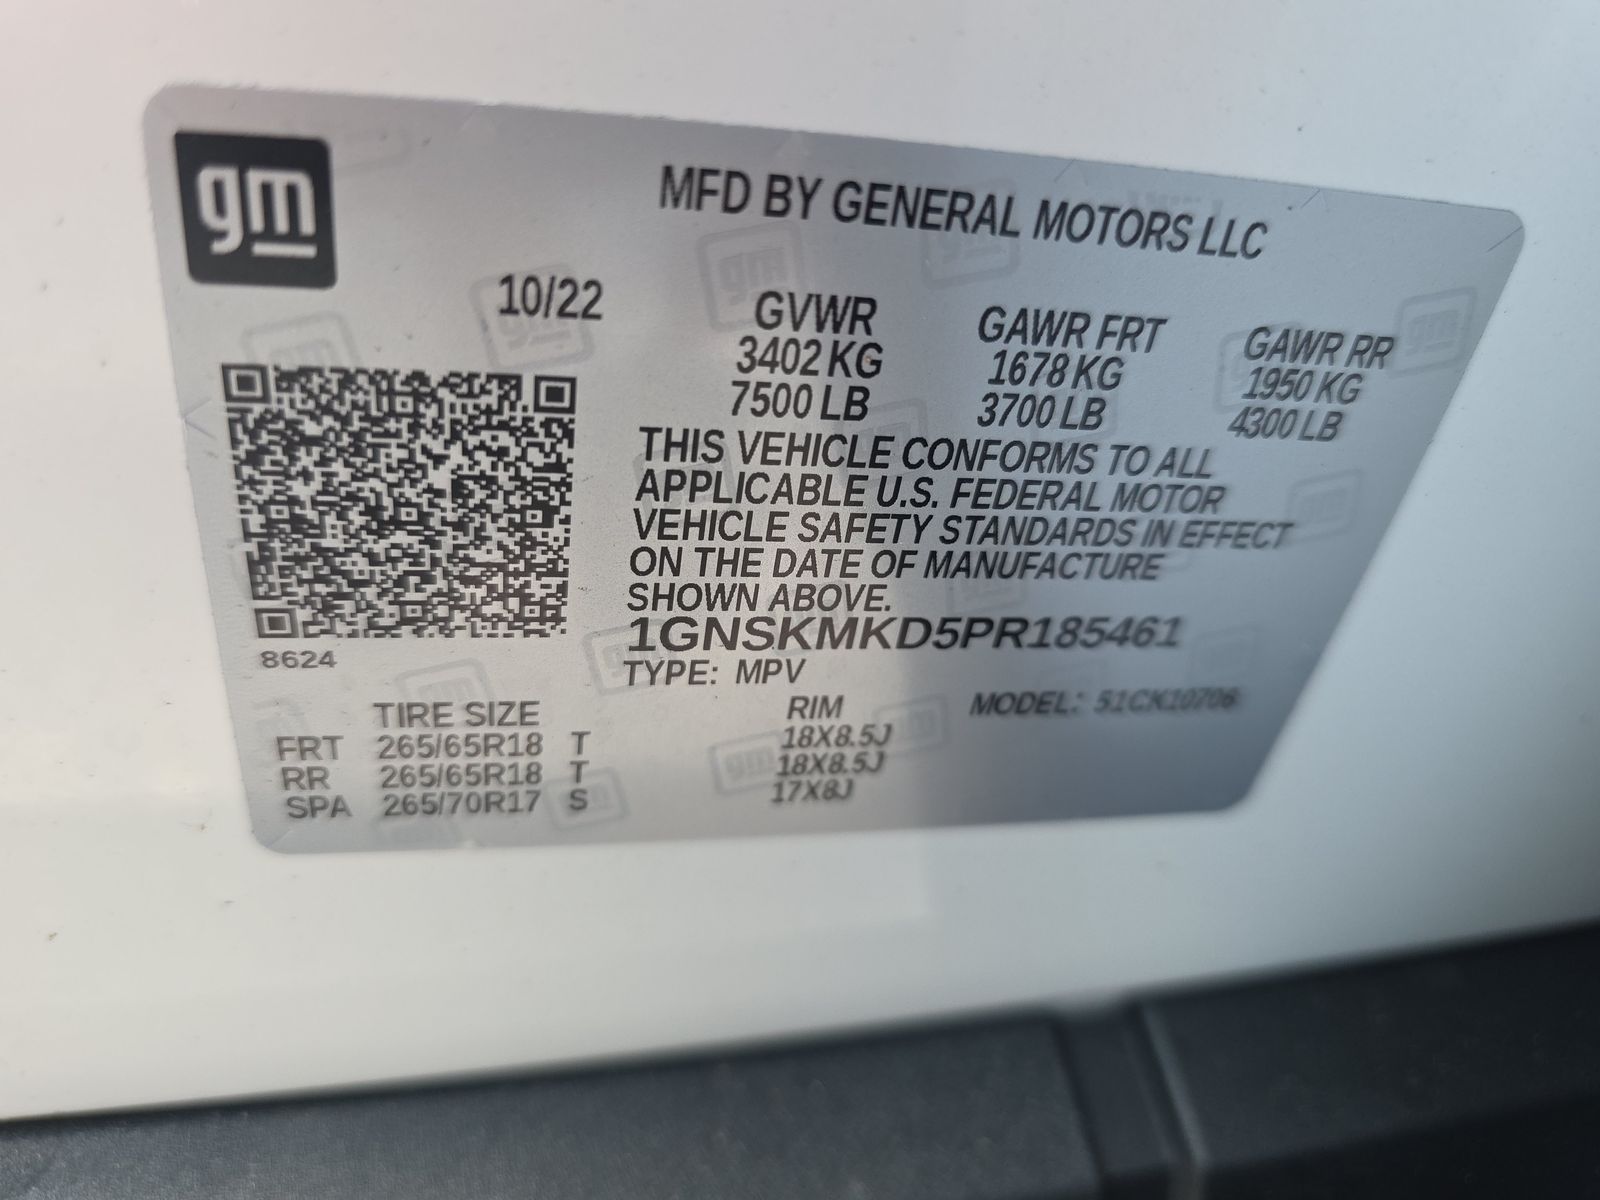 gm
MFD BY GENERAL MOTORS LLC
10/22
GVWR GAWR FRT GAWR RR
3402 KG 1678 KG 1950 KG
7500 LB 3700 LB 4300 LB
THIS VEHICLE CONFORMS TO ALL
APPLICABLE U.S. FEDERAL MOTOR
VEHICLE SAFETY STANDARDS IN EFFECT
ON THE DATE OF MANUFACTURE
SHOWN ABOVE.
1GNSKMKD5PR185461
8624
TYPE: MPV
MODEL: 51CK10706
TIRE SIZE RIM
FRT 265/65R18 T 18X8.5J
RR 265/65R18 T 18X8.5J
SPA 265/70R17 S 17X8J